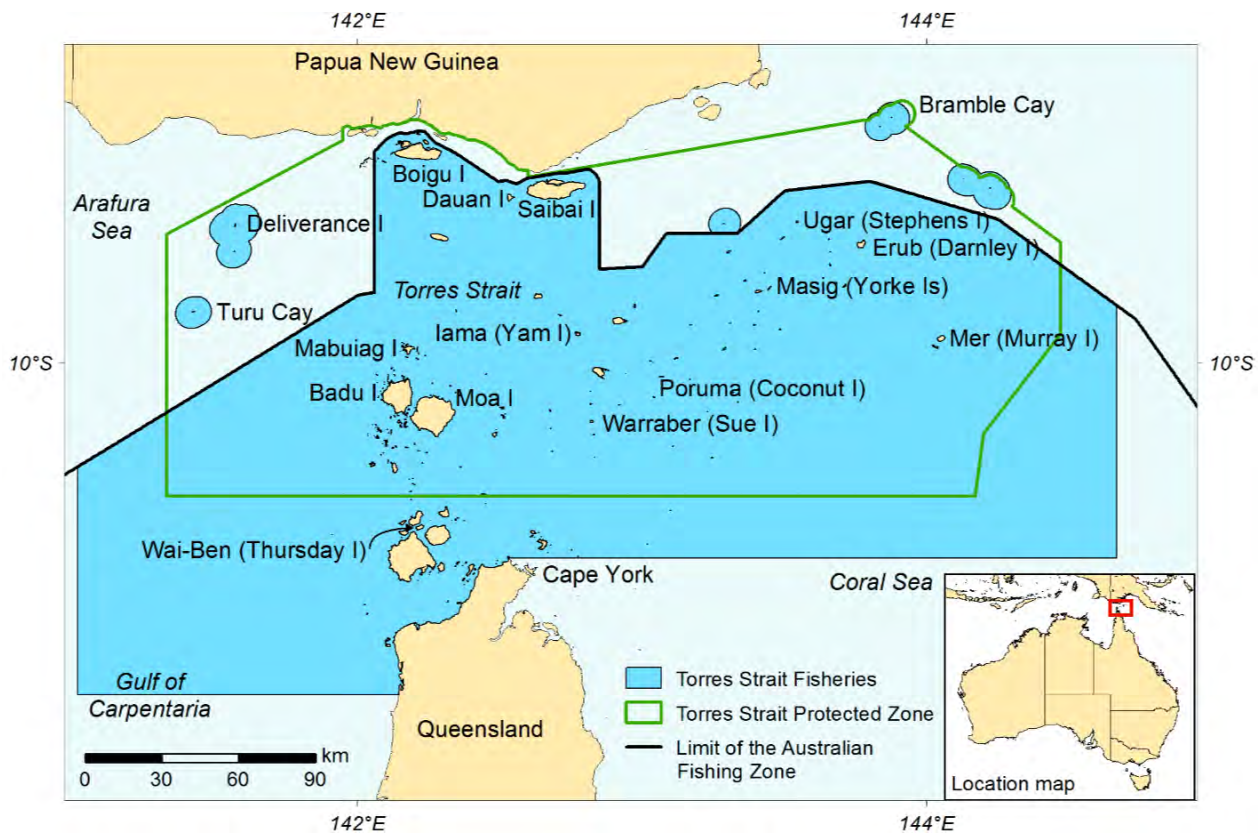 142°E
144°E
Papua New Guinea
Bramble Cay
Boigu I
Dauan I
Saibai I
Arafura
Sea
Deliverance I
Ugar (Stephens I)
Erub (Darnley I)
Torres Strait
Masig (Yorke Is)
Turu Cay
Iama (Yam I)
Mabuiag I
Mer (Murray I)
10°S
10°S
Badu I
Moa I
Poruma (Coconut I)
Warraber (Sue I)
Wai-Ben (Thursday I)
Cape York
Coral Sea
Gulf of
Carpentaria
Queensland
Torres Strait Fisheries
Torres Strait Protected Zone
Limit of the Australian
Fishing Zone
km
0 30 60 90
Location map
142°E
144°E